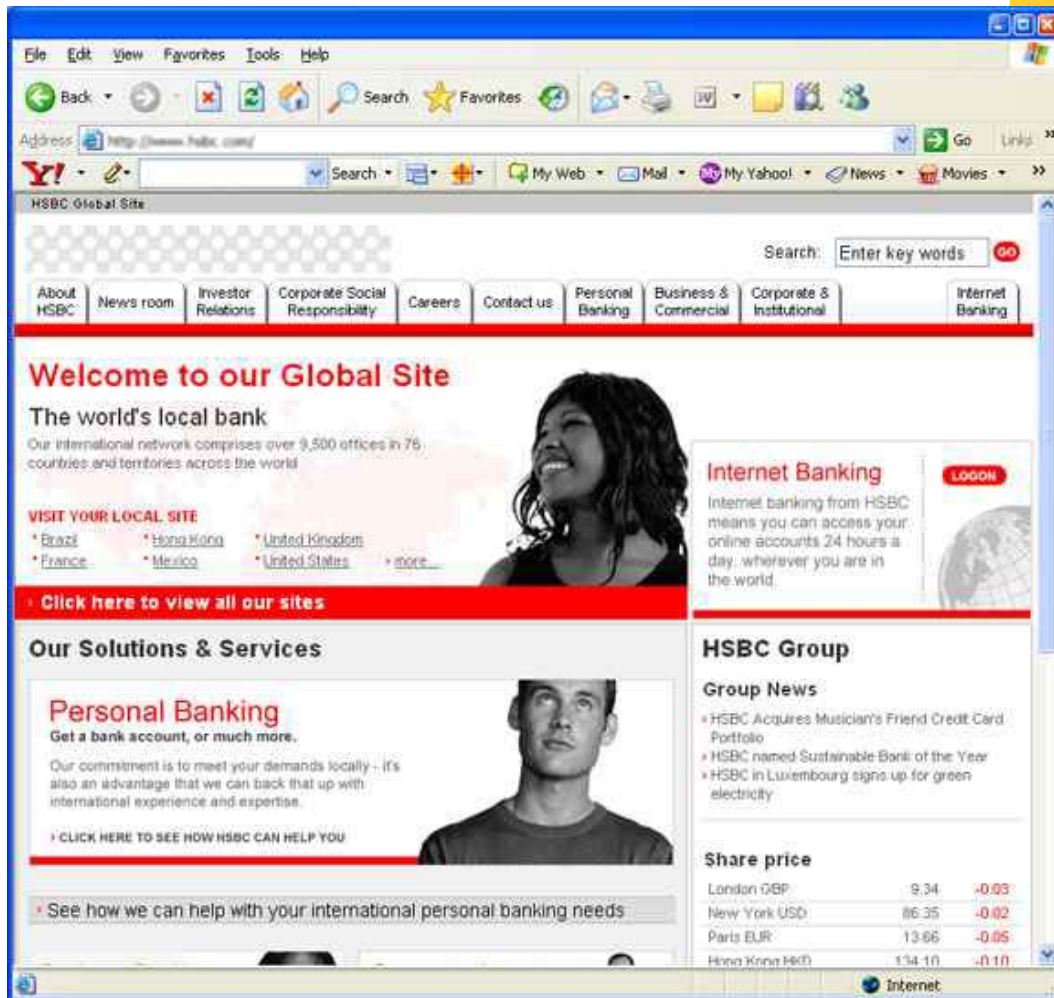 File Edit View Favorites Tools Help
Back Search Favorites
Address http://www.hsbc.com/ Go Links
Y! Search My Web Mail My Yahoo! News Movies
HSBC Global Site
Search: Enter key words GO
About HSBC
News room
Investor Relations
Corporate Social Responsibility
Careers
Contact us
Personal Banking
Business & Commercial
Corporate & Institutional
Internet Banking
Welcome to our Global Site
The world's local bank
Our international network comprises over 9,500 offices in 76
countries and territories across the world
VISIT YOUR LOCAL SITE
Brazil Hong Kong United Kingdom
France Mexico United States more...
Click here to view all our sites
Internet Banking LOGON
Internet banking from HSBC
means you can access your
online accounts 24 hours a
day, wherever you are in
the world.
Our Solutions & Services
Personal Banking
Get a bank account, or much more.
Our commitment is to meet your demands locally - it's
also an advantage that we can back that up with
international experience and expertise.
CLICK HERE TO SEE HOW HSBC CAN HELP YOU
See how we can help with your international personal banking needs
HSBC Group
Group News
HSBC Acquires Musician's Friend Credit Card
Portfolio
HSBC named Sustainable Bank of the Year
HSBC in Luxembourg signs up for green
electricity
Share price
London GBP 9.34 -0.03
New York USD 86.35 -0.02
Paris EUR 13.66 -0.05
Hong Kong HKD 134.10 -0.10
Internet